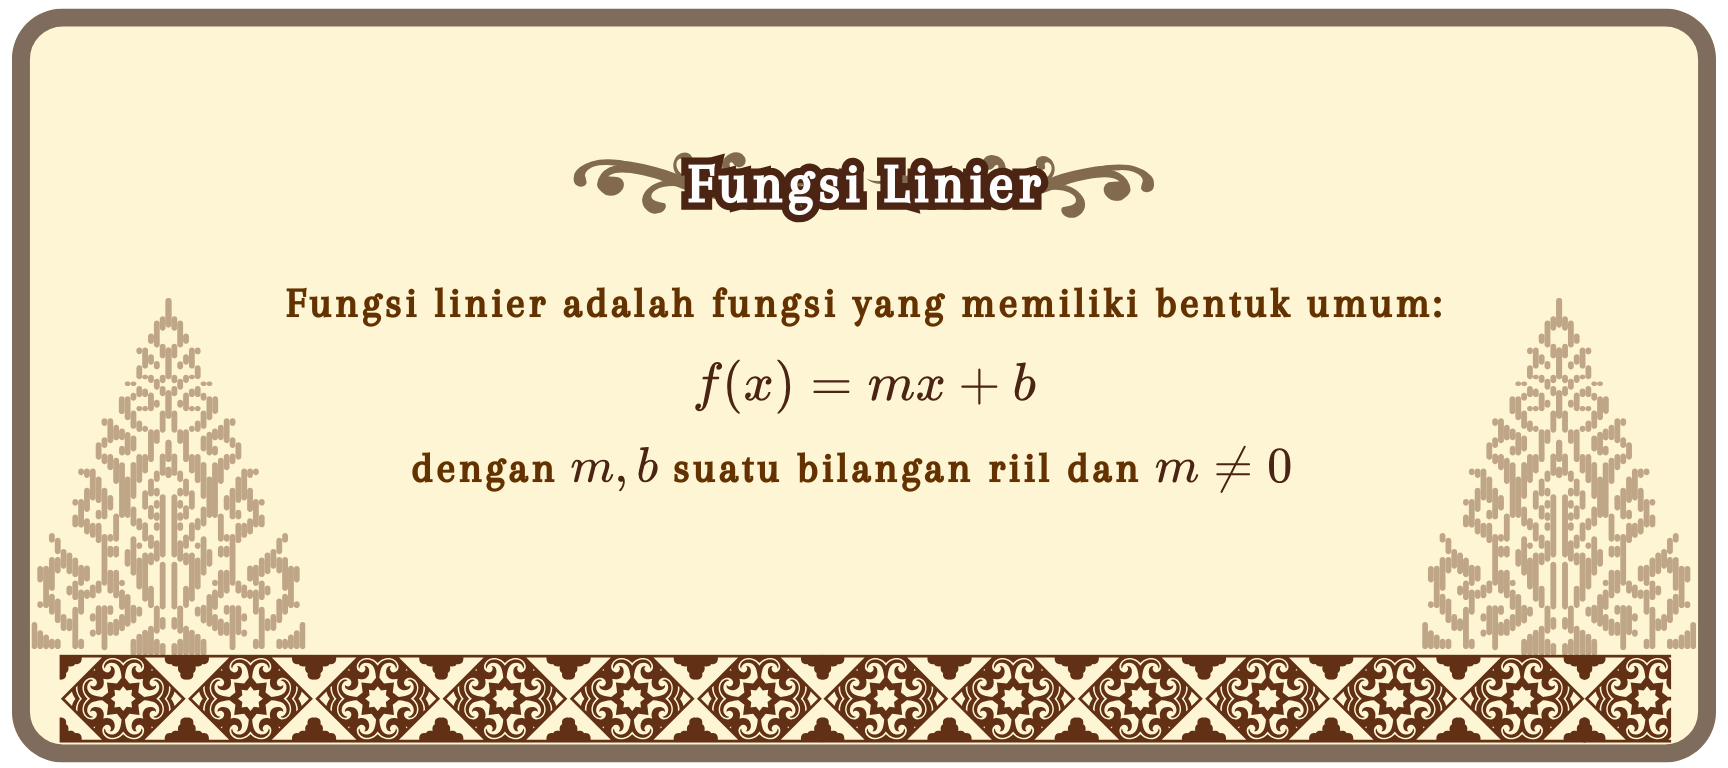 Fungsi Linier
Fungsi linier adalah fungsi yang memiliki bentuk umum:
f(x) = mx + b
dengan m, b suatu bilangan riil dan m ≠ 0